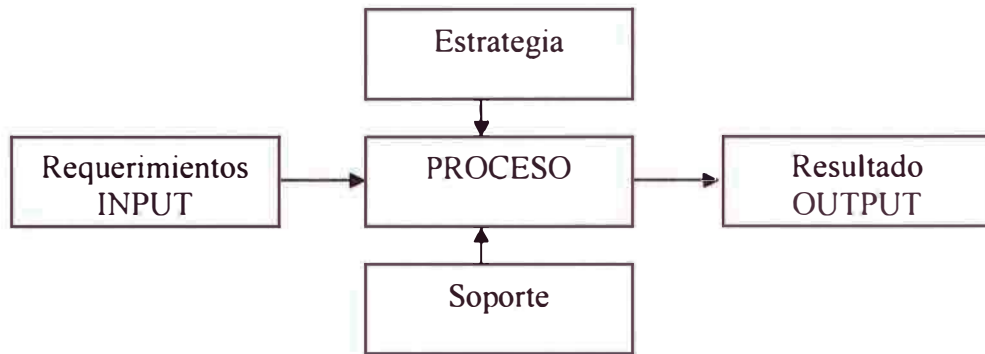 Estrategia
Requerimientos
INPUT
PROCESO
Resultado
OUTPUT
Soporte